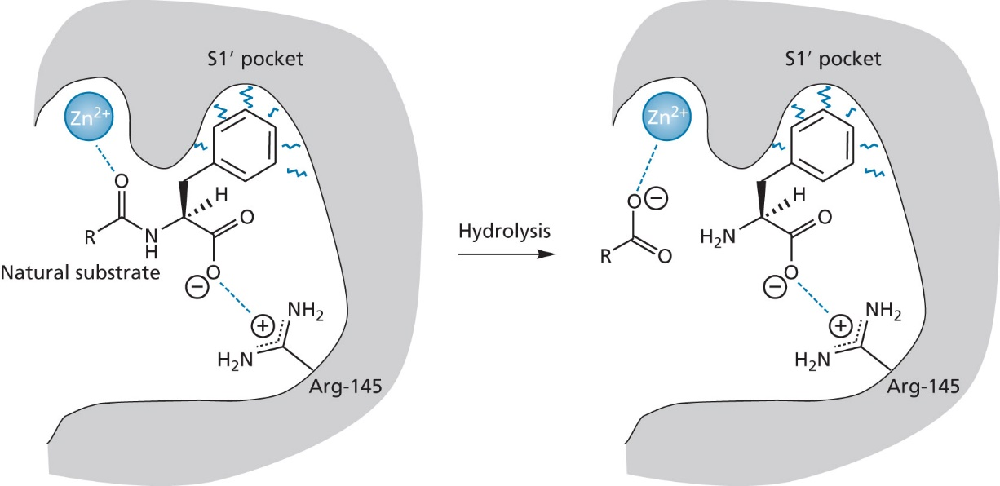 S1′ pocket
Zn²⁺
O
H
O
R
N
H
O
Natural substrate
−
+
NH₂
H₂N
Arg-145
Hydrolysis
S1′ pocket
Zn²⁺
O −
H
O
H₂N
R
O
O
−
+
NH₂
H₂N
Arg-145